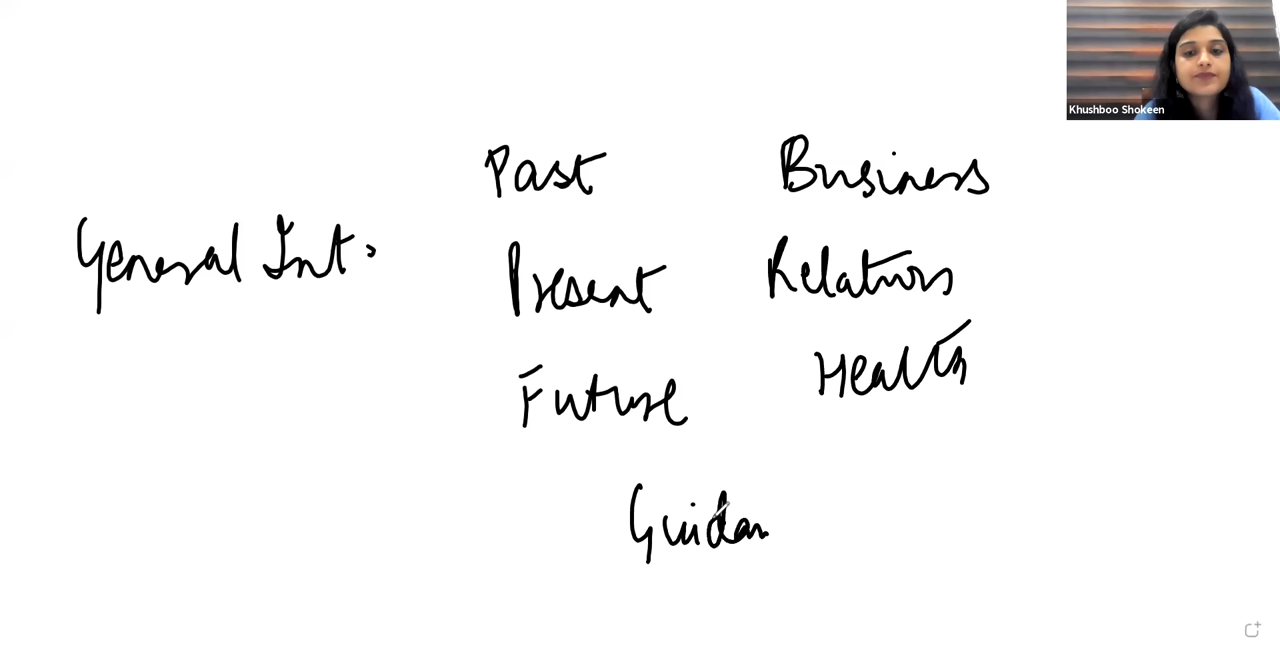 Khushboo Shokeen
Past Business
General Int:
Present Relations
Future Health
Guidan